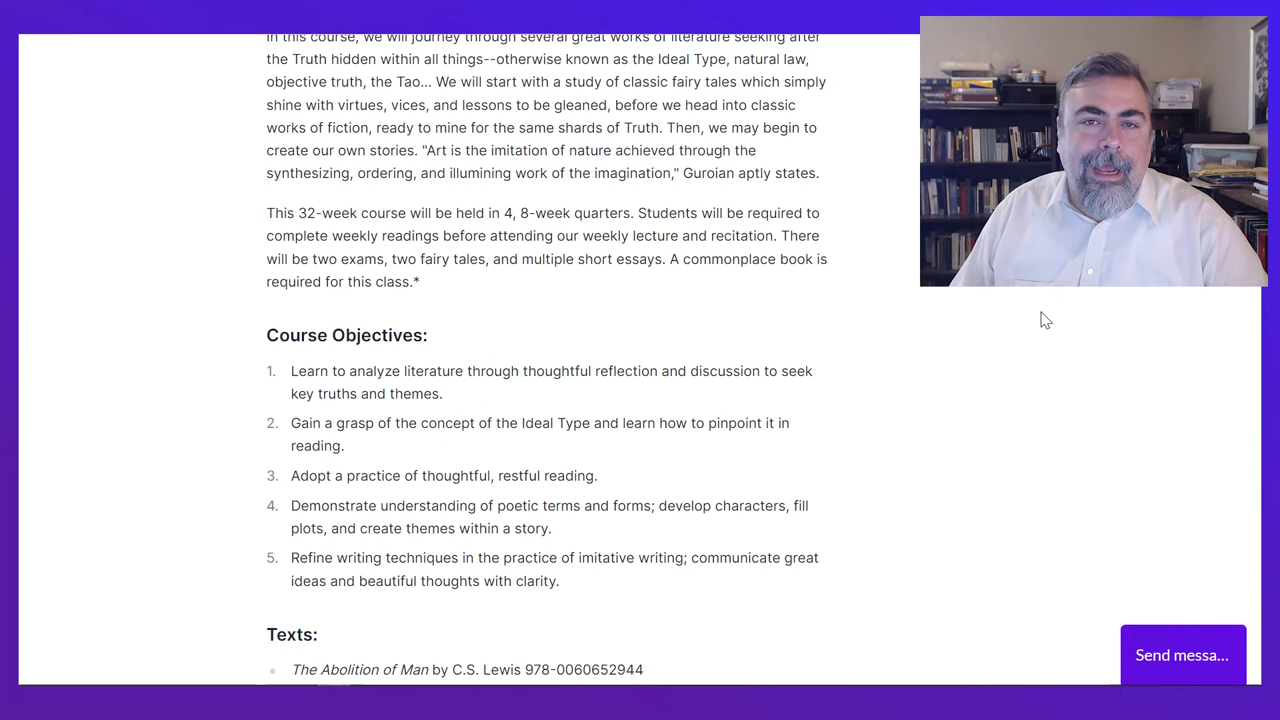 In this course, we will journey through several great works of literature seeking after
the Truth hidden within all things--otherwise known as the Ideal Type, natural law,
objective truth, the Tao... We will start with a study of classic fairy tales which simply
shine with virtues, vices, and lessons to be gleaned, before we head into classic
works of fiction, ready to mine for the same shards of Truth. Then, we may begin to
create our own stories. "Art is the imitation of nature achieved through the
synthesizing, ordering, and illumining work of the imagination," Guroian aptly states.
This 32-week course will be held in 4, 8-week quarters. Students will be required to
complete weekly readings before attending our weekly lecture and recitation. There
will be two exams, two fairy tales, and multiple short essays. A commonplace book is
required for this class.*
Course Objectives:
1. Learn to analyze literature through thoughtful reflection and discussion to seek
key truths and themes.
2. Gain a grasp of the concept of the Ideal Type and learn how to pinpoint it in
reading.
3. Adopt a practice of thoughtful, restful reading.
4. Demonstrate understanding of poetic terms and forms; develop characters, fill
plots, and create themes within a story.
5. Refine writing techniques in the practice of imitative writing; communicate great
ideas and beautiful thoughts with clarity.
Texts:
The Abolition of Man by C.S. Lewis 978-0060652944
Send messa...